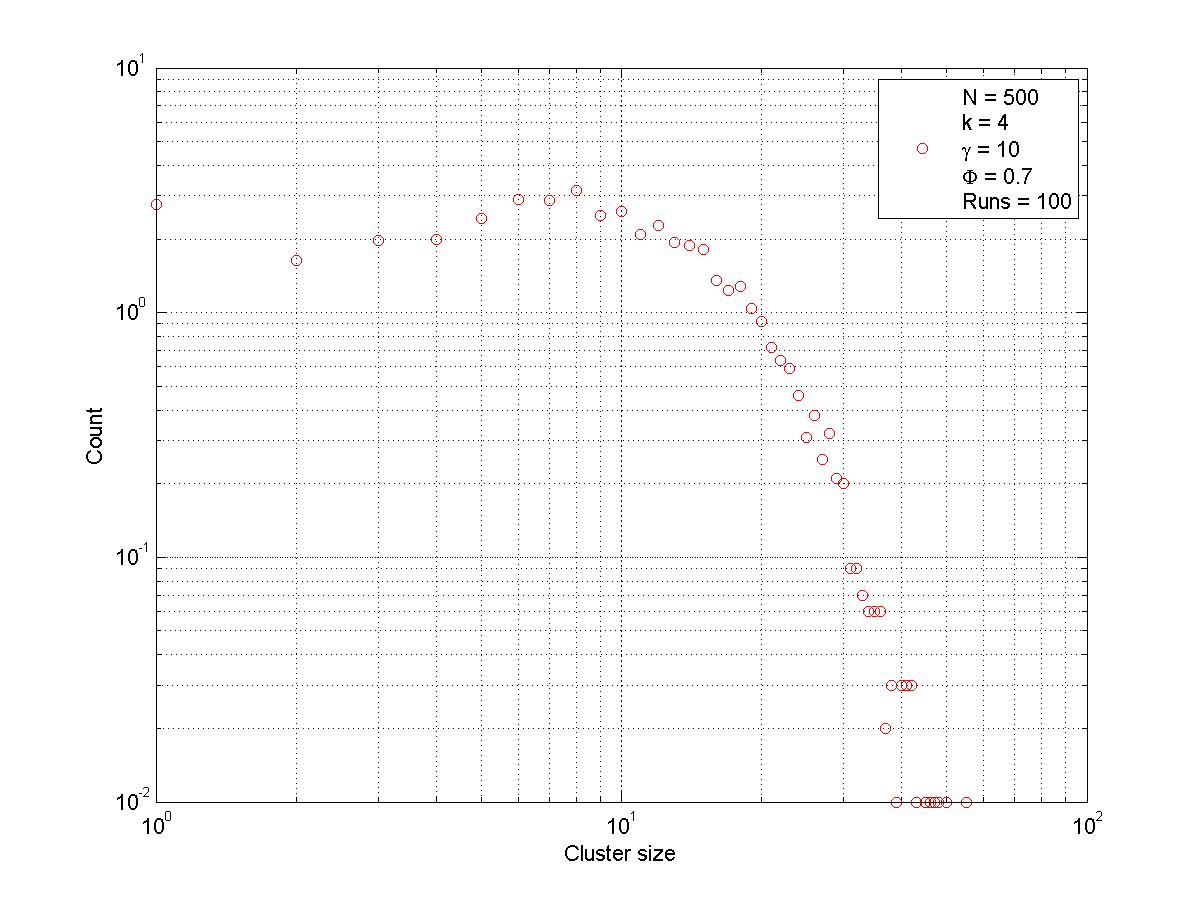 10^1
N = 500
k = 4
γ = 10
Φ = 0.7
Runs = 100
10^0
Count
10^-1
10^-2
10^0 10^1 10^2
Cluster size